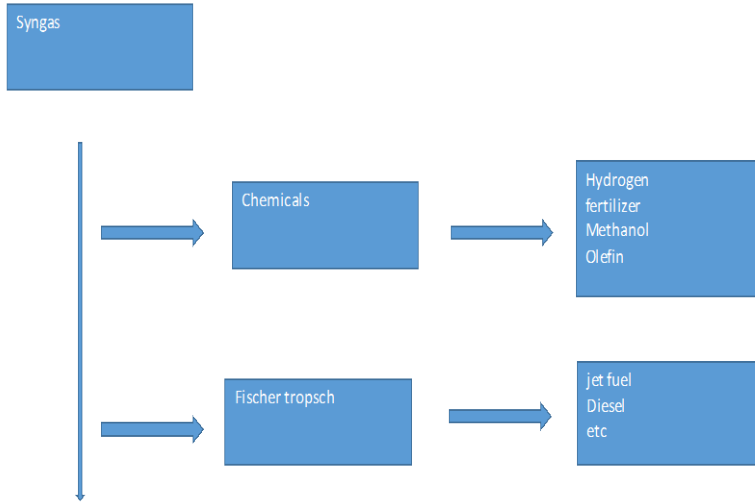 Syngas
Chemicals
Hydrogen
fertilizer
Methanol
Olefin
Fischer tropsch
jet fuel
Diesel
etc